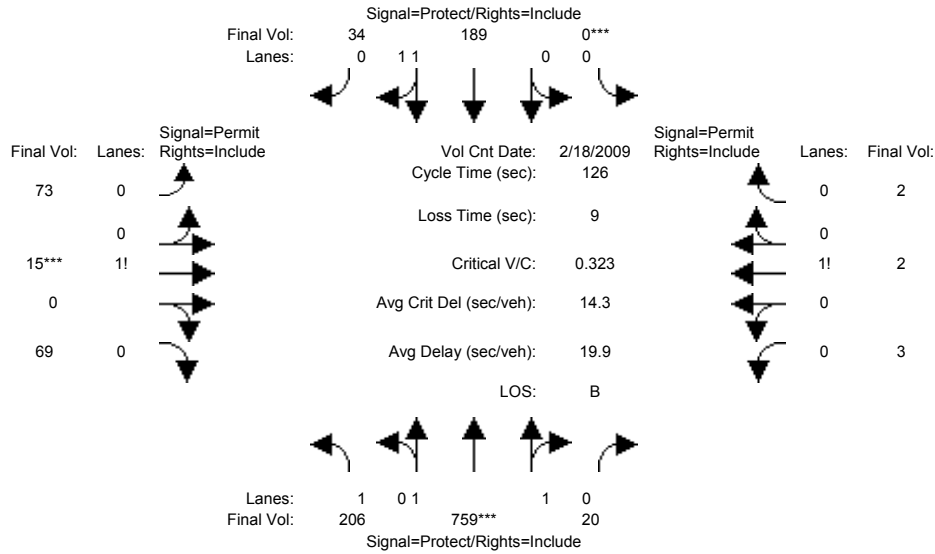 Signal=Protect/Rights=Include
Final Vol: 34 189 0***
Lanes: 0 1 1 0 0
Signal=Permit Signal=Permit
Final Vol: Lanes: Rights=Include Vol Cnt Date: 2/18/2009 Rights=Include Lanes: Final Vol:
Cycle Time (sec): 126
73 0 0 2
Loss Time (sec): 9
0 0
15*** 1! Critical V/C: 0.323 1! 2
0 0 Avg Crit Del (sec/veh): 14.3 0
69 0 Avg Delay (sec/veh): 19.9 0 3
LOS: B
Lanes: 1 0 1 1 0
Final Vol: 206 759*** 20
Signal=Protect/Rights=Include